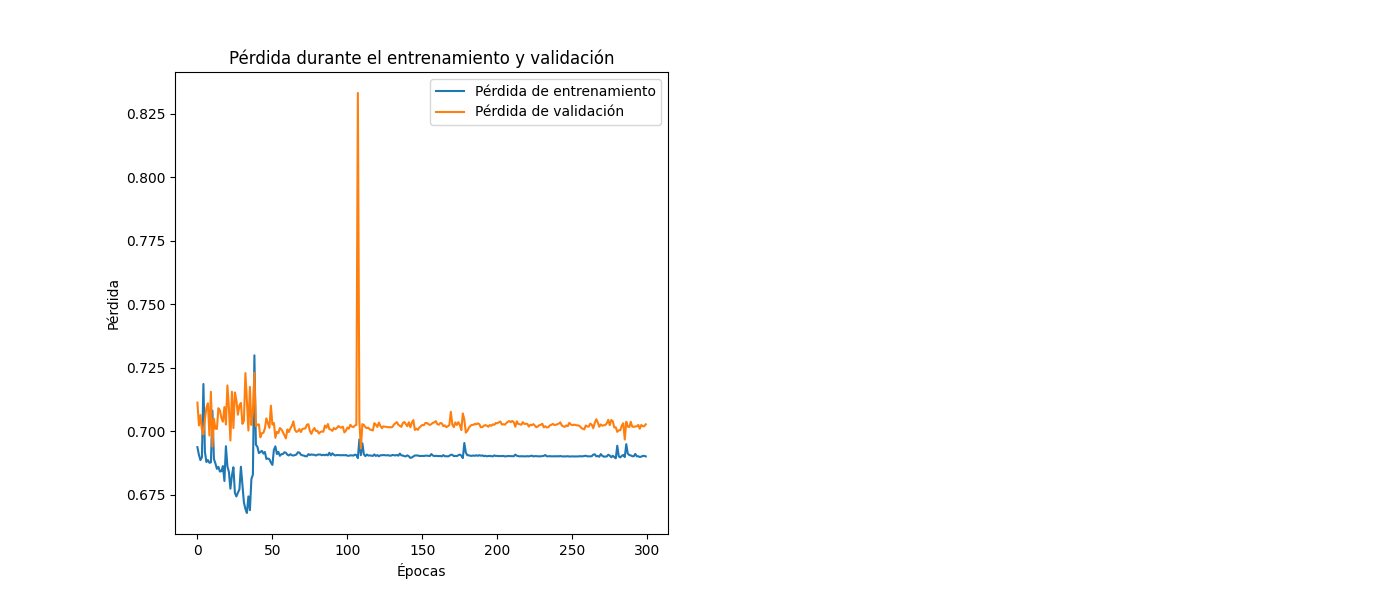 Pérdida durante el entrenamiento y validación
Pérdida de entrenamiento
Pérdida de validación
0.825
0.800
0.775
0.750
0.725
0.700
0.675
Pérdida
0 50 100 150 200 250 300
Épocas